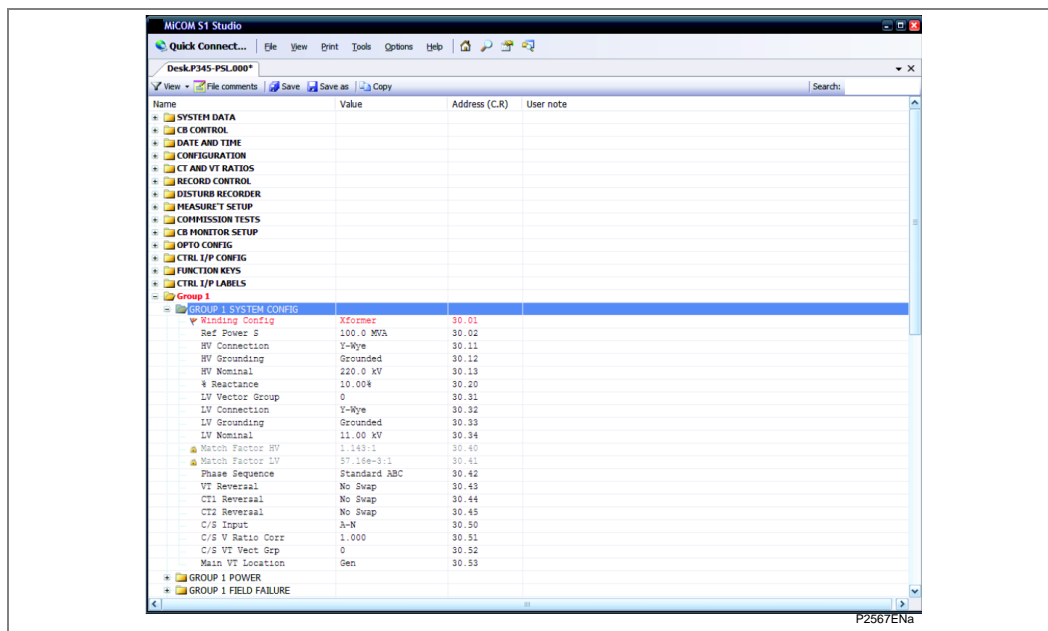 MiCOM S1 Studio
Quick Connect... File View Print Tools Options Help
Desk.P345-PSL.000*
View File comments Save Save as Copy Search:
Name Value Address (C.R) User note
SYSTEM DATA
CB CONTROL
DATE AND TIME
CONFIGURATION
CT AND VT RATIOS
RECORD CONTROL
DISTURB RECORDER
MEASURE'T SETUP
COMMISSION TESTS
CB MONITOR SETUP
OPTO CONFIG
CTRL I/P CONFIG
FUNCTION KEYS
CTRL I/P LABELS
Group 1
GROUP 1 SYSTEM CONFIG
Winding Config Xformer 30.01
Ref Power S 100.0 MVA 30.02
HV Connection Y-Wye 30.11
HV Grounding Grounded 30.12
HV Nominal 220.0 kV 30.13
% Reactance 10.00% 30.20
LV Vector Group 0 30.31
LV Connection Y-Wye 30.32
LV Grounding Grounded 30.33
LV Nominal 11.00 kV 30.34
Match Factor HV 1.143:1 30.40
Match Factor LV 57.16e-3:1 30.41
Phase Sequence Standard ABC 30.42
VT Reversal No Swap 30.43
CT1 Reversal No Swap 30.44
CT2 Reversal No Swap 30.45
C/S Input A-N 30.50
C/S V Ratio Corr 1.000 30.51
C/S VT Vect Grp 0 30.52
Main VT Location Gen 30.53
GROUP 1 POWER
GROUP 1 FIELD FAILURE
P2567ENa